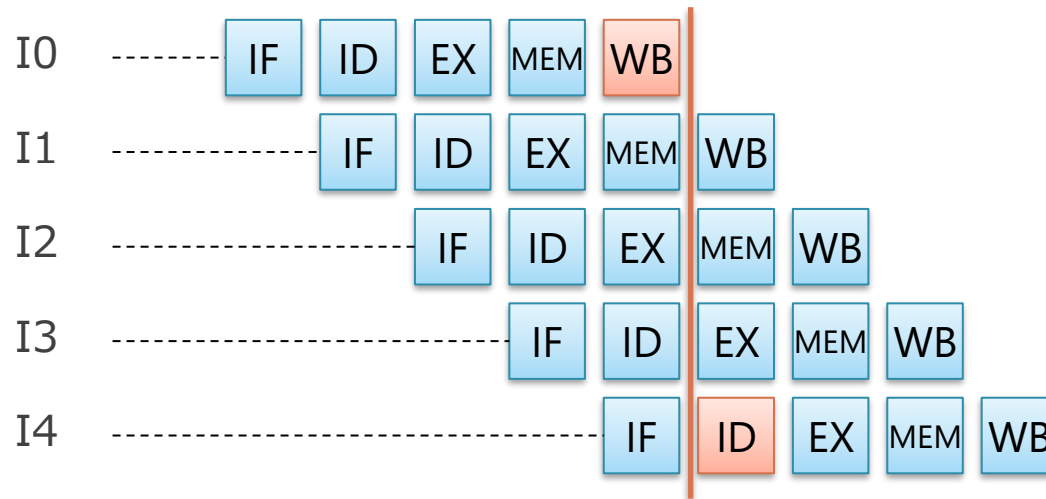 I0 IF ID EX MEM WB
I1 IF ID EX MEM WB
I2 IF ID EX MEM WB
I3 IF ID EX MEM WB
I4 IF ID EX MEM WB